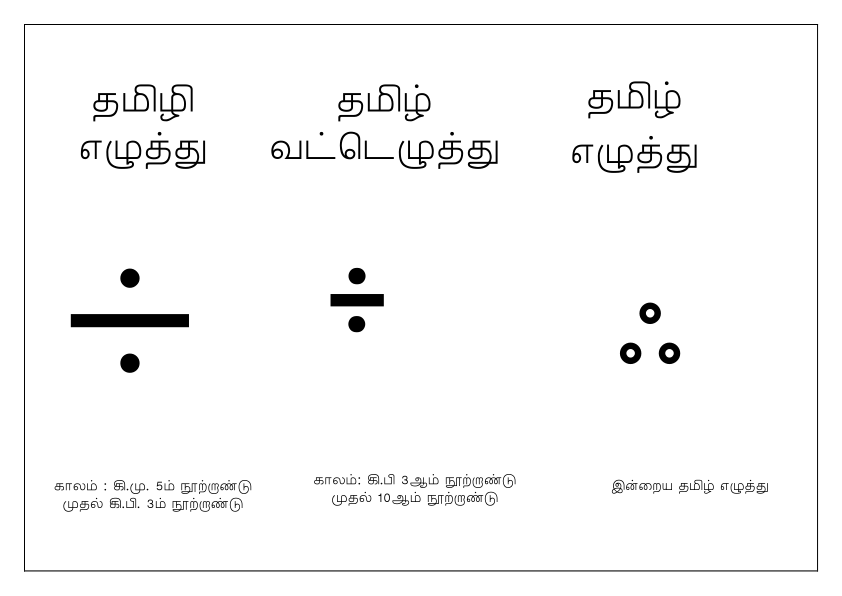 தமிழி
எழுத்து
தமிழ்
வட்டெழுத்து
தமிழ்
எழுத்து
ஃ
காலம் : கி.மு. 5ம் நூற்றாண்டு
முதல் கி.பி. 3ம் நூற்றாண்டு
காலம்: கி.பி 3ஆம் நூற்றாண்டு
முதல் 10ஆம் நூற்றாண்டு
இன்றைய தமிழ் எழுத்து